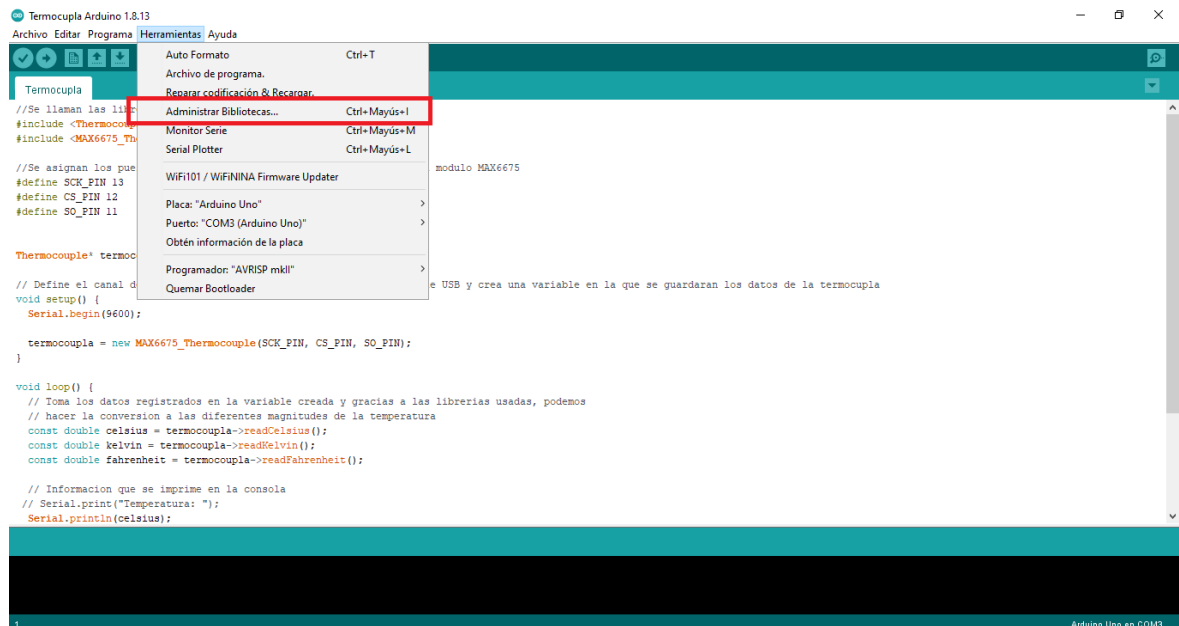 Termocupla Arduino 1.8.13
Archivo Editar Programa Herramientas Ayuda
Auto Formato Ctrl+T
Archivo de programa.
Reparar codificación & Recargar.
Administrar Bibliotecas... Ctrl+Mayús+I
Monitor Serie Ctrl+Mayús+M
Serial Plotter Ctrl+Mayús+L
WiFi101 / WiFiNINA Firmware Updater
Placa: "Arduino Uno"
Puerto: "COM3 (Arduino Uno)"
Obtén información de la placa
Programador: "AVRISP mkII"
Quemar Bootloader
Termocupla
//Se llaman las
#include
#include
//Se asignan los modulo MAX6675
#define SCK_PIN 13
#define CS_PIN 12
#define SO_PIN 11
Thermocouple*
// Define el canal USB y crea una variable en la que se guardaran los datos de la termocupla
void setup() {
Serial.begin(9600);
termocoupla = new MAX6675_Thermocouple(SCK_PIN, CS_PIN, SO_PIN);
}
void loop() {
// Toma los datos registrados en la variable creada y gracias a las librerias usadas, podemos
// hacer la conversion a las diferentes magnitudes de la temperatura
const double celsius = termocoupla->readCelsius();
const double kelvin = termocoupla->readKelvin();
const double fahrenheit = termocoupla->readFahrenheit();
// Informacion que se imprime en la consola
// Serial.print("Temperatura: ");
Serial.println(celsius);
1 Arduino Uno en COM3